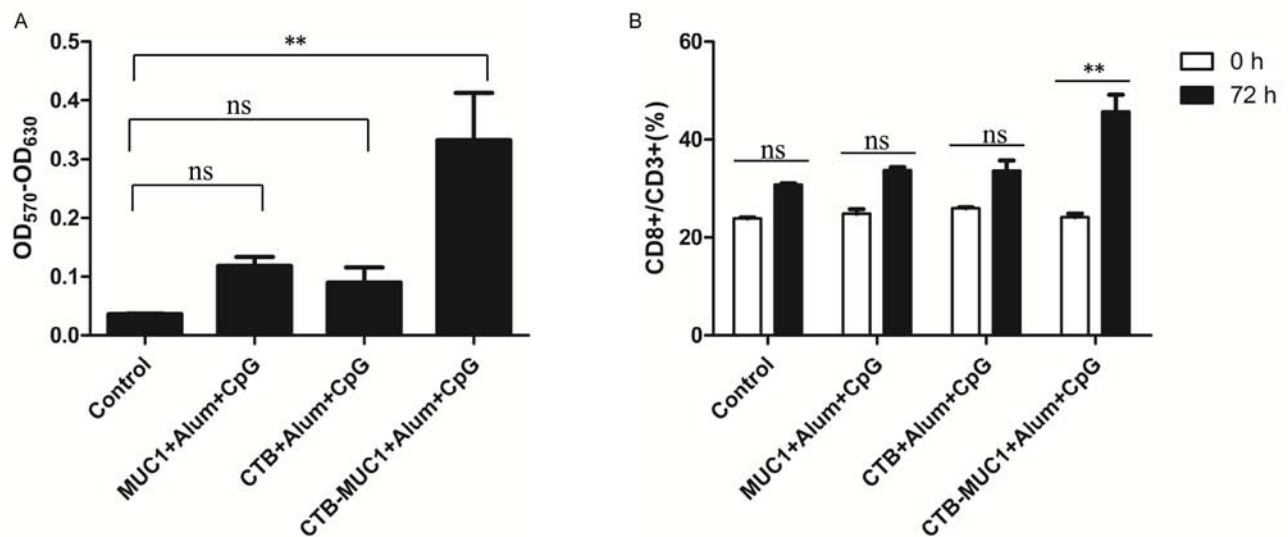 A
OD570-OD630
0.5
0.4
0.3
0.2
0.1
0.0
**
ns
ns
Control
MUC1+Alum+CpG
CTB+Alum+CpG
CTB-MUC1+Alum+CpG
B
CD8+/CD3+(%)
60
40
20
0
ns
ns
ns
**
0 h
72 h
Control
MUC1+Alum+CpG
CTB+Alum+CpG
CTB-MUC1+Alum+CpG